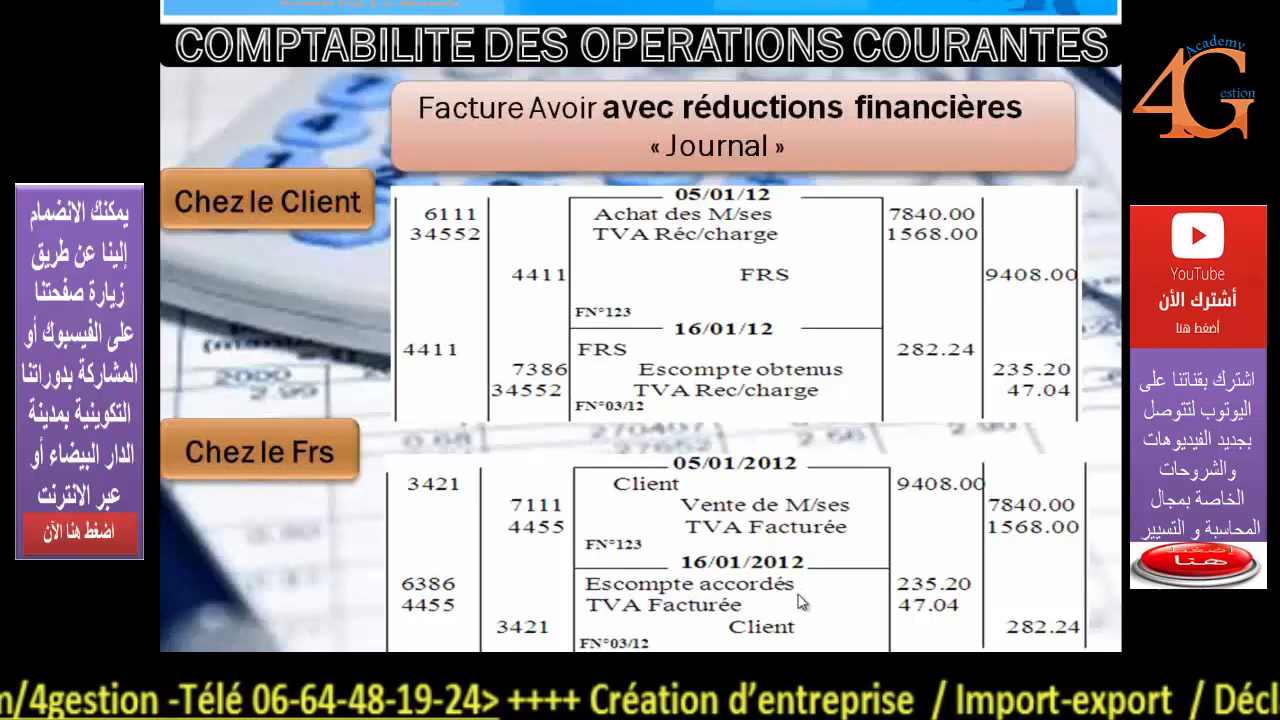 COMPTABILITE DES OPERATIONS COURANTES
Academy
4Gestion
Facture Avoir avec réductions financières
« Journal »
Chez le Client
05/01/12
6111 Achat des M/ses 7840.00
34552 TVA Réc/charge 1568.00
4411 FRS 9408.00
FN°123
16/01/12
4411 FRS 282.24
7386 Escompte obtenus 235.20
34552 TVA Rec/charge 47.04
FN°03/12
Chez le Frs
05/01/2012
3421 Client 9408.00
7111 Vente de M/ses 7840.00
4455 TVA Facturée 1568.00
FN°123
16/01/2012
6386 Escompte accordés 235.20
4455 TVA Facturée 47.04
3421 Client 282.24
FN°03/12
يمكنك الانضمام
إلينا عن طريق
زيارة صفحتنا
على الفيسبوك أو
المشاركة بدوراتنا
التكوينية بمدينة
الدار البيضاء أو
عبر الانترنت
اضغط هنا الآن
YouTube
أشترك الأن
أضغط هنا
اشترك بقناتنا على
اليوتوب لتتوصل
بجديد الفيديوهات
والشروحات
الخاصة بمجال
المحاسبة و التسيير
إضغط
هنا
m/4gestion -Télé 06-64-48-19-24> ++++ Création d’entreprise / Import-export / Décl